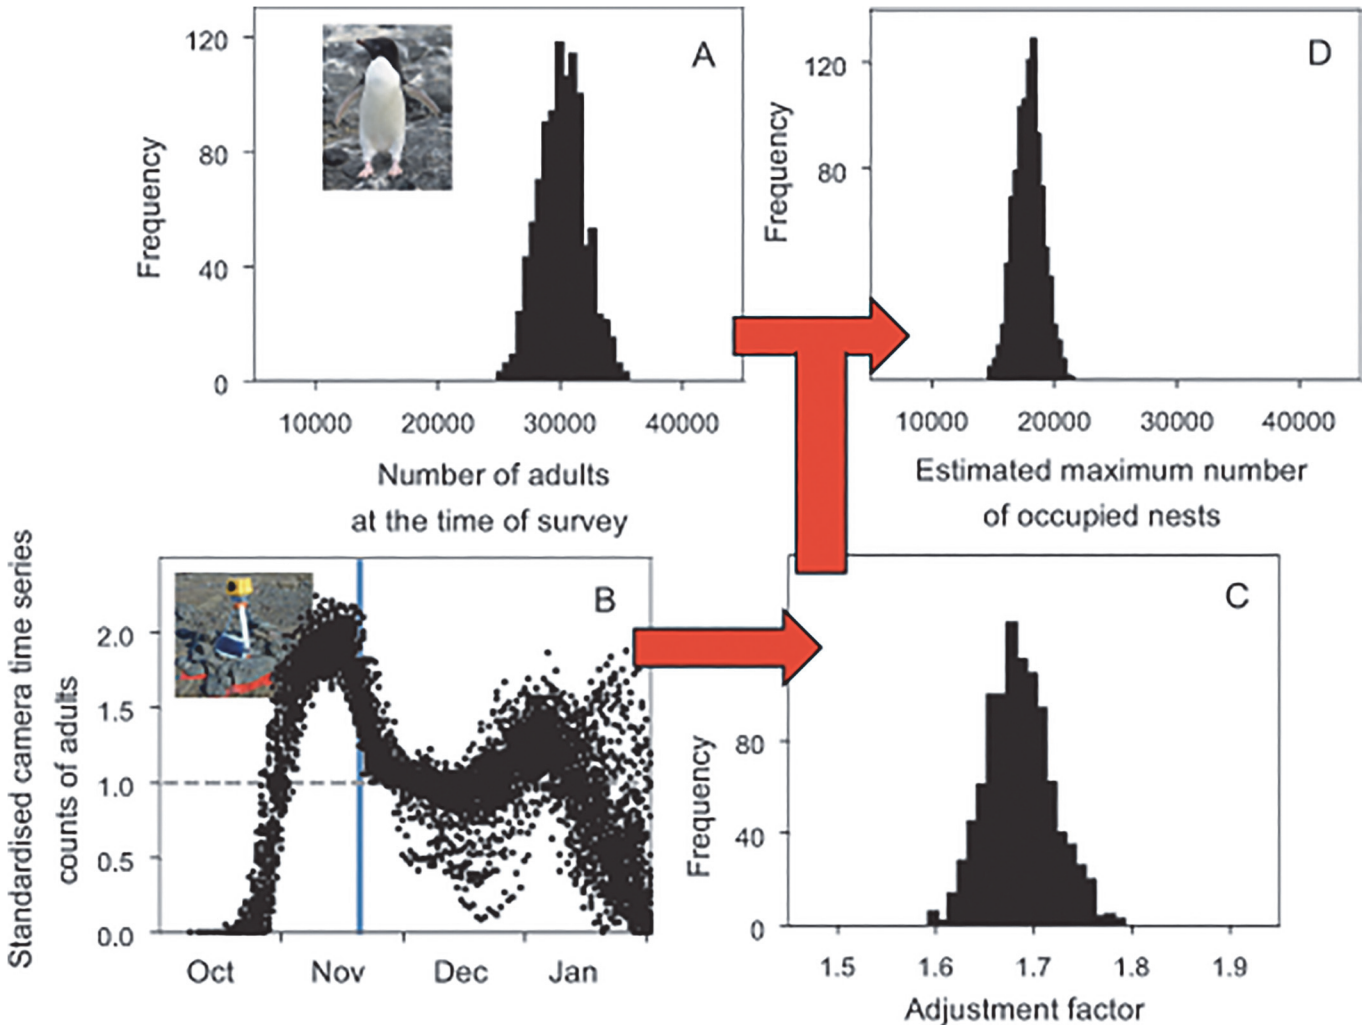 A
120
80
40
0
Frequency
10000 20000 30000 40000
Number of adults
at the time of survey
D
120
80
Frequency
10000 20000 30000 40000
Estimated maximum number
of occupied nests
B
2.0
1.5
1.0
0.5
0.0
Standardised camera time series
counts of adults
Oct Nov Dec Jan
C
80
40
0
Frequency
1.5 1.6 1.7 1.8 1.9
Adjustment factor